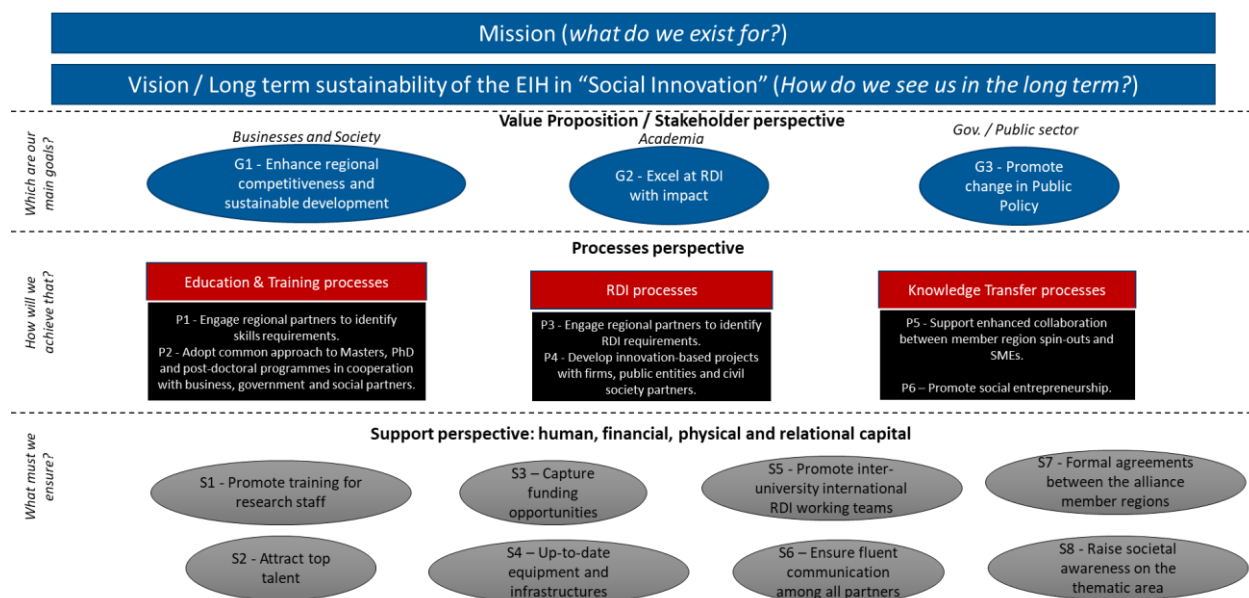 Mission (what do we exist for?)
Vision / Long term sustainability of the EIH in “Social Innovation” (How do we see us in the long term?)
Which are our
main goals?
Value Proposition / Stakeholder perspective
Businesses and Society
Academia
Gov. / Public sector
G1 - Enhance regional
competitiveness and
sustainable development
G2 - Excel at RDI
with impact
G3 - Promote
change in Public
Policy
How will we
achieve that?
Processes perspective
Education & Training processes
P1 - Engage regional partners to identify
skills requirements.
P2 - Adopt common approach to Masters, PhD
and post-doctoral programmes in cooperation
with business, government and social partners.
RDI processes
P3 - Engage regional partners to identify
RDI requirements.
P4 - Develop innovation-based projects
with firms, public entities and civil
society partners.
Knowledge Transfer processes
P5 - Support enhanced collaboration
between member region spin-outs and
SMEs.
P6 – Promote social entrepreneurship.
What must we
ensure?
Support perspective: human, financial, physical and relational capital
S1 - Promote training for
research staff
S3 – Capture
funding
opportunities
S5 - Promote inter-
university international
RDI working teams
S7 - Formal agreements
between the alliance
member regions
S2 - Attract top
talent
S4 – Up-to-date
equipment and
infrastructures
S6 – Ensure fluent
communication
among all partners
S8 - Raise societal
awareness on the
thematic area